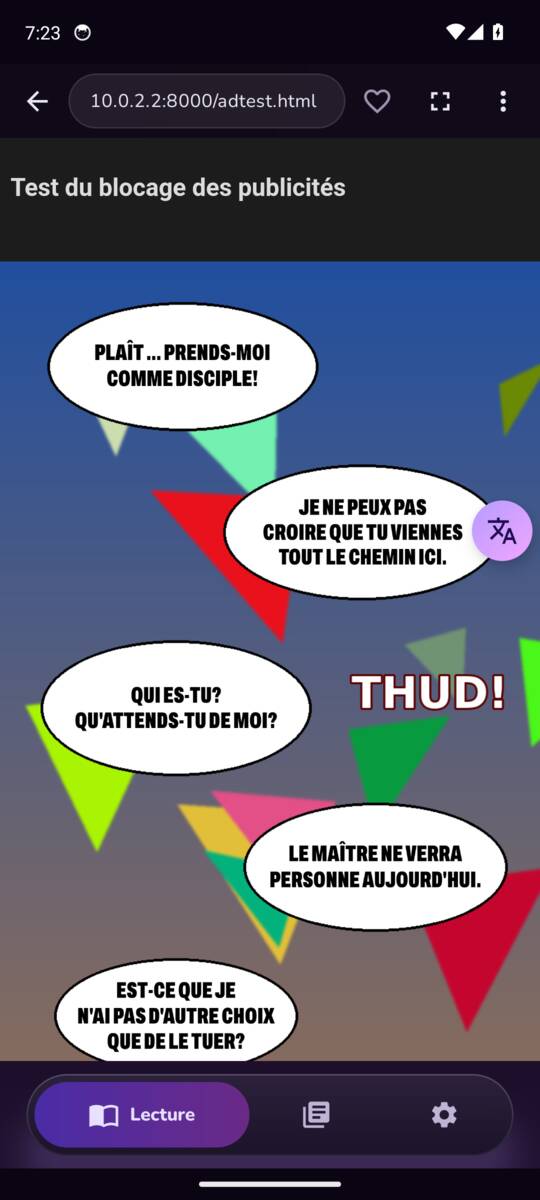 7:23
10.0.2.2:8000/adtest.html
Test du blocage des publicités
PLAÎT ... PRENDS-MOI
COMME DISCIPLE!
JE NE PEUX PAS
CROIRE QUE TU VIENNES
TOUT LE CHEMIN ICI.
QUI ES-TU?
QU'ATTENDS-TU DE MOI?
THUD!
LE MAÎTRE NE VERRA
PERSONNE AUJOURD'HUI.
EST-CE QUE JE
N'AI PAS D'AUTRE CHOIX
QUE DE LE TUER?
Lecture